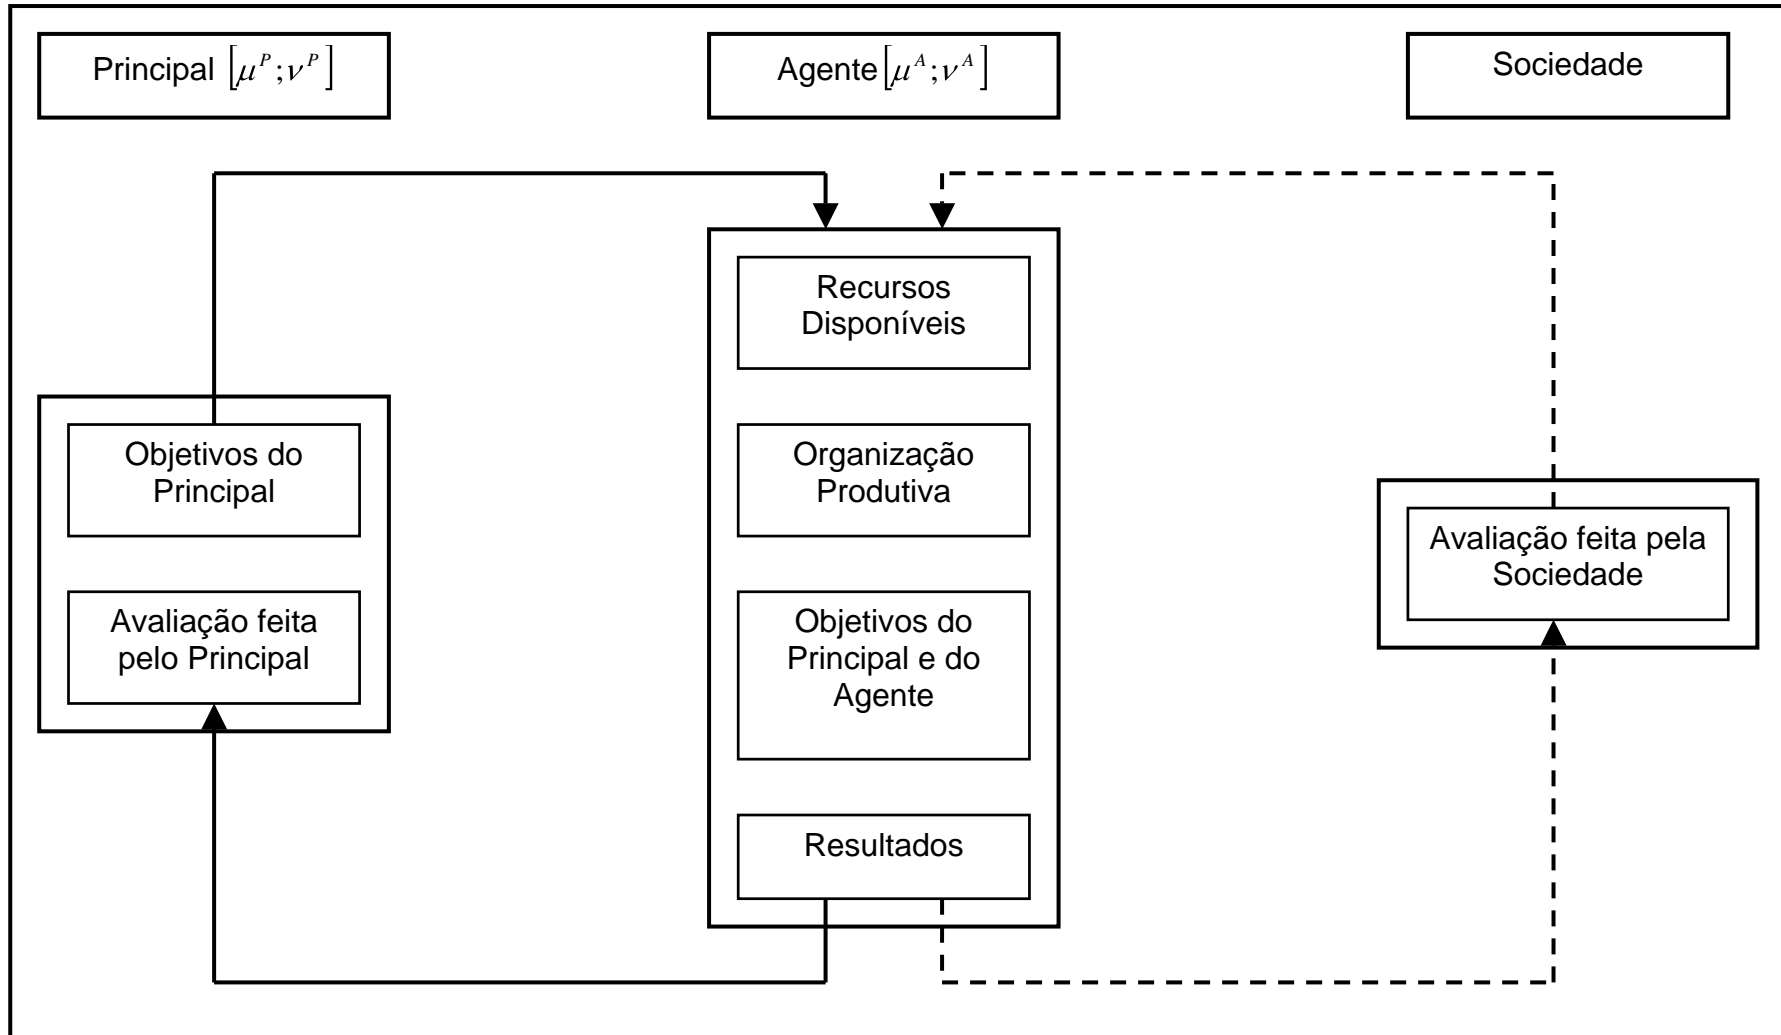 Principal [μ^P;ν^P]
Agente [μ^A;ν^A]
Sociedade
Recursos
Disponíveis
Objetivos do
Principal
Organização
Produtiva
Avaliação feita pela
Sociedade
Avaliação feita
pelo Principal
Objetivos do
Principal e do
Agente
Resultados